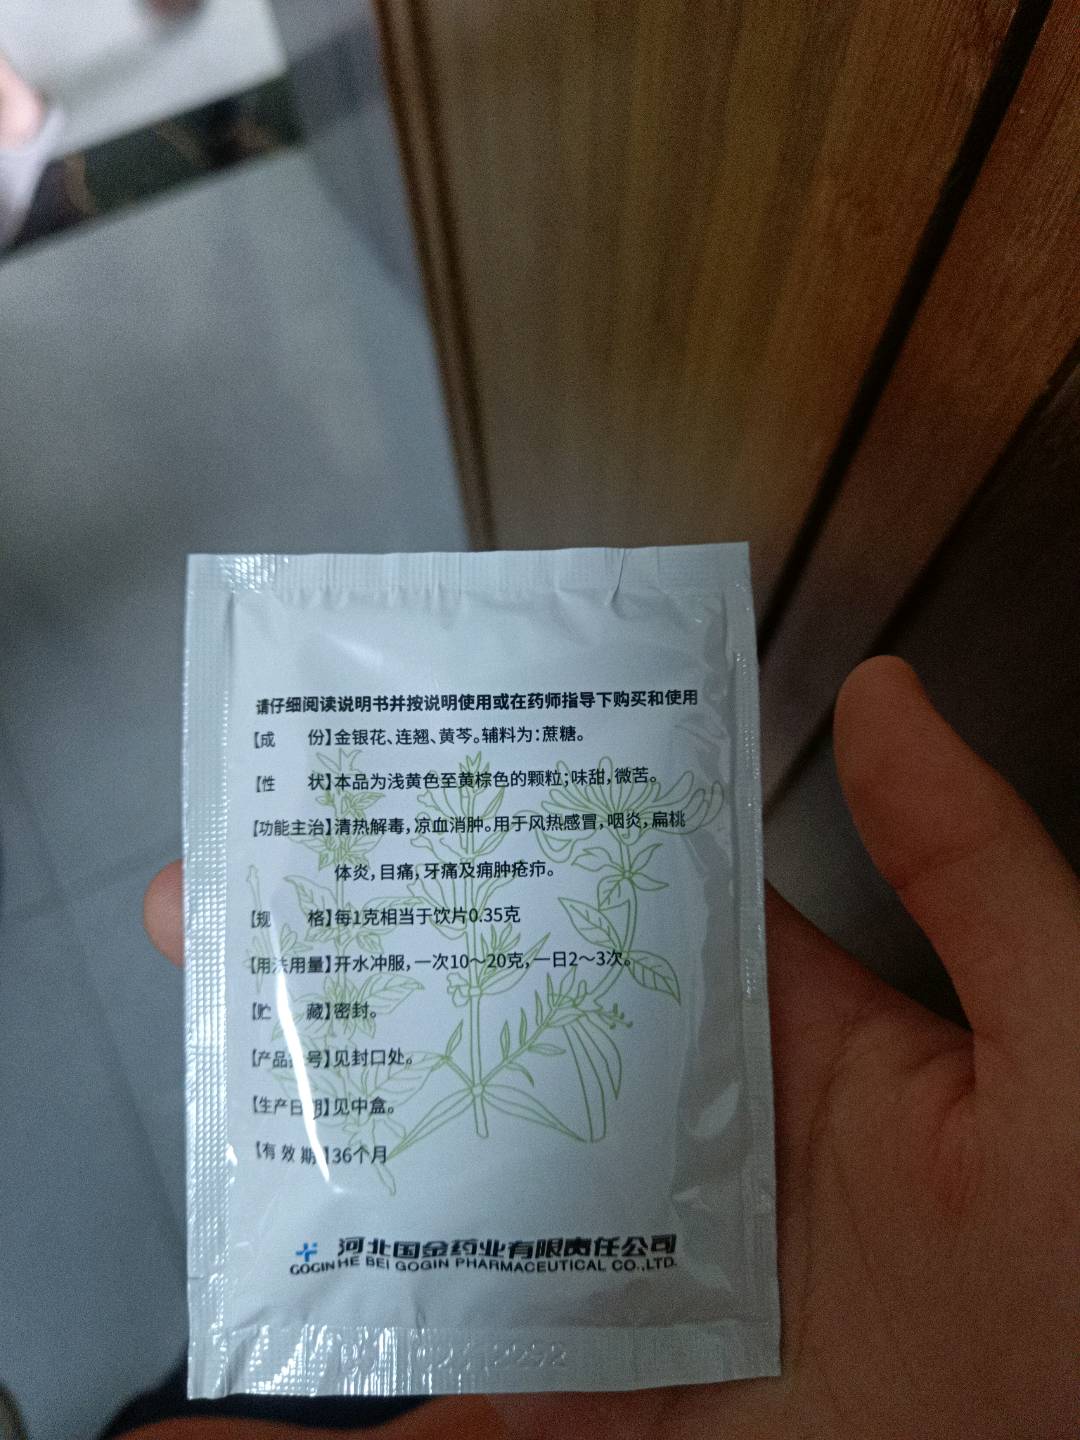 请仔细阅读说明书并按说明使用或在药师指导下购买和使用
【成 份】金银花、连翘、黄芩。辅料为:蔗糖。
【性 状】本品为浅黄色至黄棕色的颗粒;味甜,微苦。
【功能主治】清热解毒,凉血消肿。用于风热感冒,咽炎,扁桃
体炎,目痛,牙痛及痈肿疮疖。
【规 格】每1克相当于饮片0.35克
【用法用量】开水冲服,一次10~20克,一日2~3次。
【贮 藏】密封。
【产品批号】见封口处。
【生产日期】见中盒。
【有效期】36个月
河北国金药业有限责任公司
GOGIN HE BEI GOGIN PHARMACEUTICAL CO.,LTD.